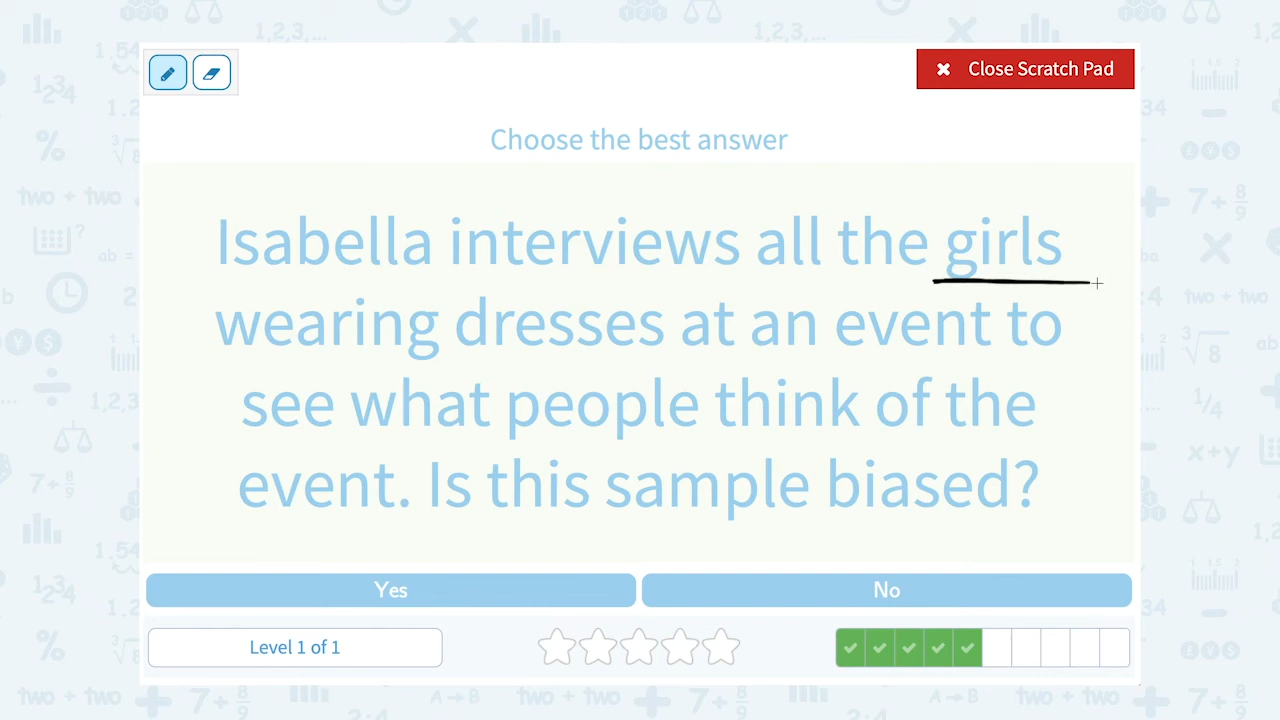 Close Scratch Pad
Choose the best answer
Isabella interviews all the girls
wearing dresses at an event to
see what people think of the
event. Is this sample biased?
Yes
No
Level 1 of 1